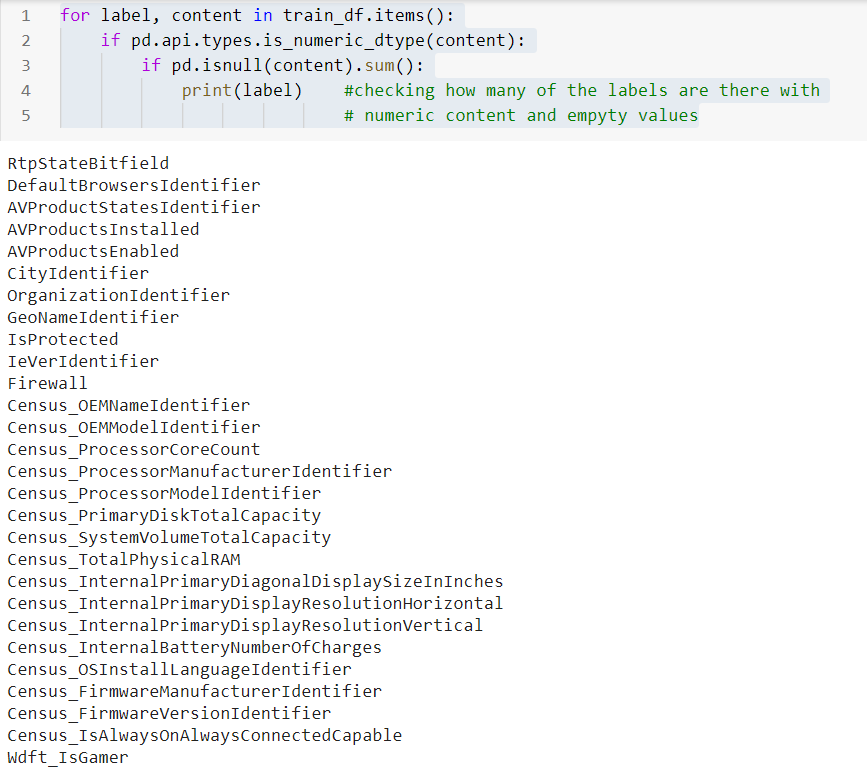 1 for label, content in train_df.items():
2 if pd.api.types.is_numeric_dtype(content):
3 if pd.isnull(content).sum():
4 print(label) #checking how many of the labels are there with
5 # numeric content and empyty values
RtpStateBitfield
DefaultBrowsersIdentifier
AVProductStatesIdentifier
AVProductsInstalled
AVProductsEnabled
CityIdentifier
OrganizationIdentifier
GeoNameIdentifier
IsProtected
IeVerIdentifier
Firewall
Census_OEMNameIdentifier
Census_OEMModelIdentifier
Census_ProcessorCoreCount
Census_ProcessorManufacturerIdentifier
Census_ProcessorModelIdentifier
Census_PrimaryDiskTotalCapacity
Census_SystemVolumeTotalCapacity
Census_TotalPhysicalRAM
Census_InternalPrimaryDiagonalDisplaySizeInInches
Census_InternalPrimaryDisplayResolutionHorizontal
Census_InternalPrimaryDisplayResolutionVertical
Census_InternalBatteryNumberOfCharges
Census_OSInstallLanguageIdentifier
Census_FirmwareManufacturerIdentifier
Census_FirmwareVersionIdentifier
Census_IsAlwaysOnAlwaysConnectedCapable
Wdft_IsGamer